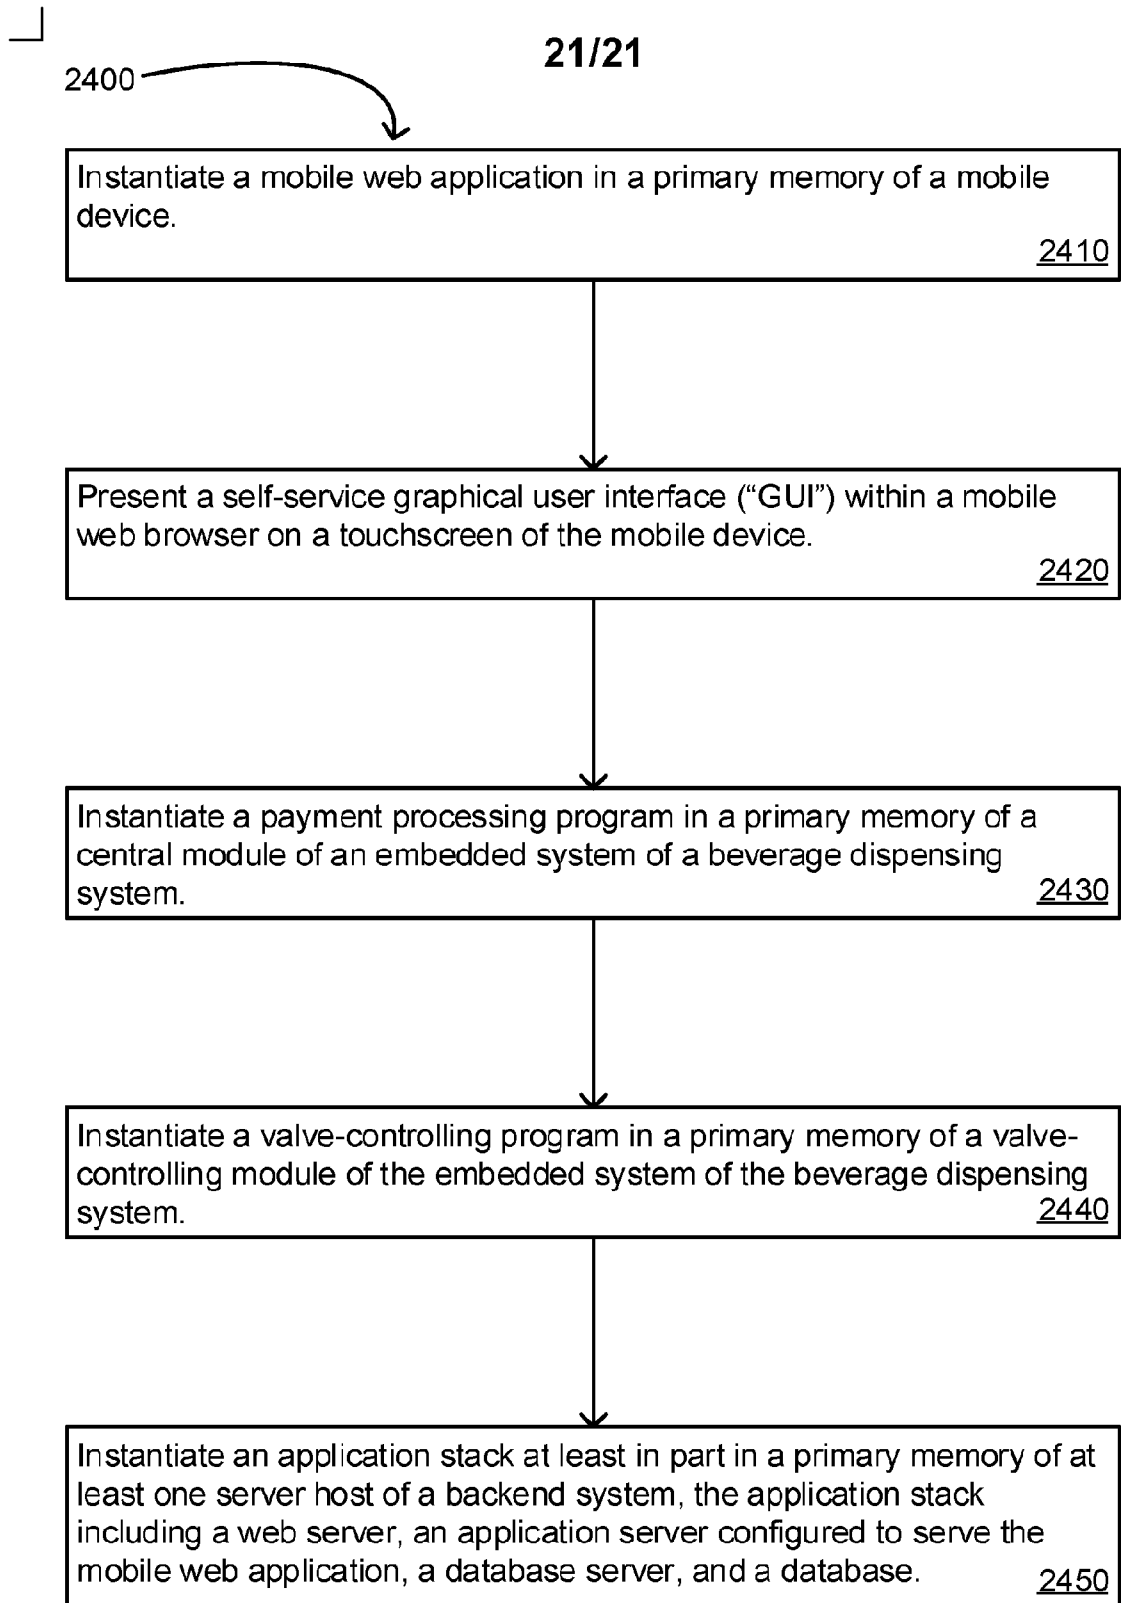 21/21
2400
Instantiate a mobile web application in a primary memory of a mobile
device.
2410
Present a self-service graphical user interface (“GUI”) within a mobile
web browser on a touchscreen of the mobile device.
2420
Instantiate a payment processing program in a primary memory of a
central module of an embedded system of a beverage dispensing
system.
2430
Instantiate a valve-controlling program in a primary memory of a valve-
controlling module of the embedded system of the beverage dispensing
system.
2440
Instantiate an application stack at least in part in a primary memory of at
least one server host of a backend system, the application stack
including a web server, an application server configured to serve the
mobile web application, a database server, and a database.
2450